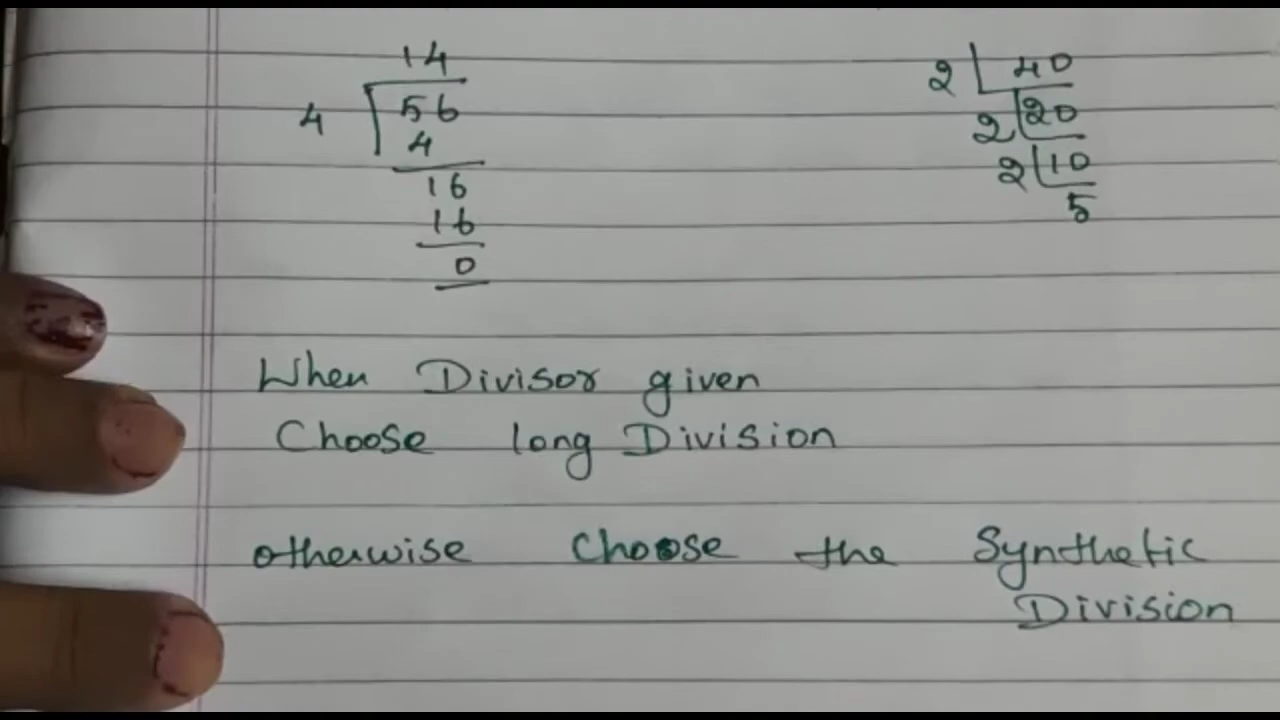 14
4 56
4
16
16
0
2 40
2 20
2 10
5
When Divisor given
Choose long Division
otherwise choose the Synthetic
Division